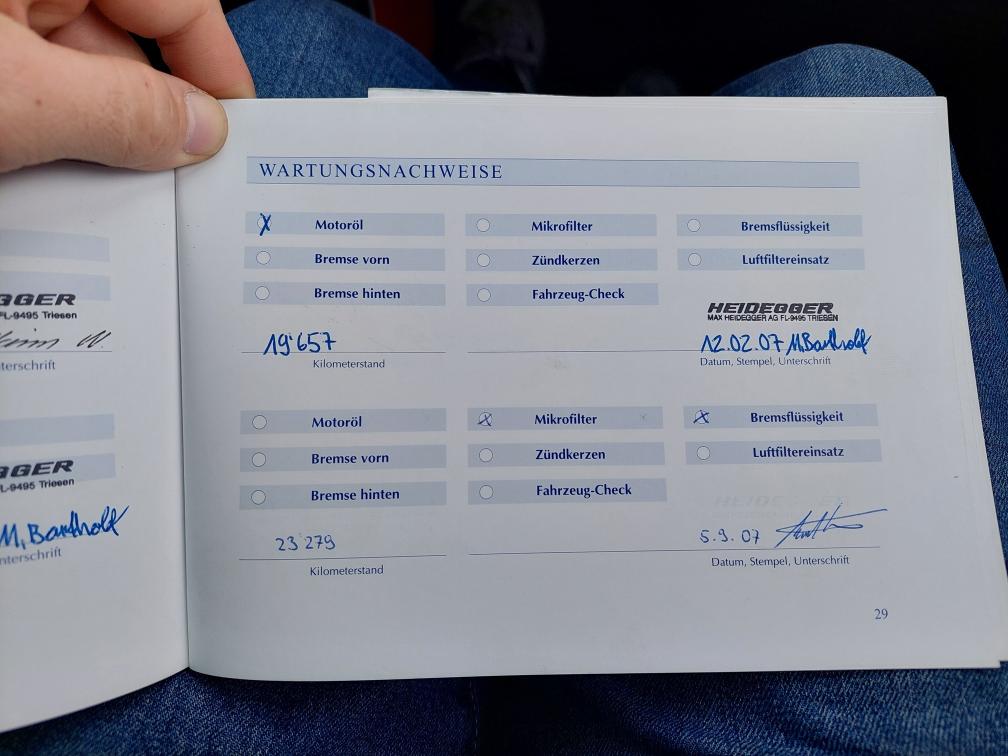 GGER
FL-9495 Triesen
terschrift
GGER
FL-9495 Triesen
M. Barthold
nterschrift
WARTUNGSNACHWEISE
X Motoröl Mikrofilter Bremsflüssigkeit
Bremse vorn Zündkerzen Luftfiltereinsatz
Bremse hinten Fahrzeug-Check
HEIDEGGER
MAX HEIDEGGER AG FL-9495 TRIESEN
19'657 12.02.07 M.Barthold
Kilometerstand Datum, Stempel, Unterschrift
Motoröl X Mikrofilter X Bremsflüssigkeit
Bremse vorn Zündkerzen Luftfiltereinsatz
Bremse hinten Fahrzeug-Check
23'279 5.9.07
Kilometerstand Datum, Stempel, Unterschrift
29